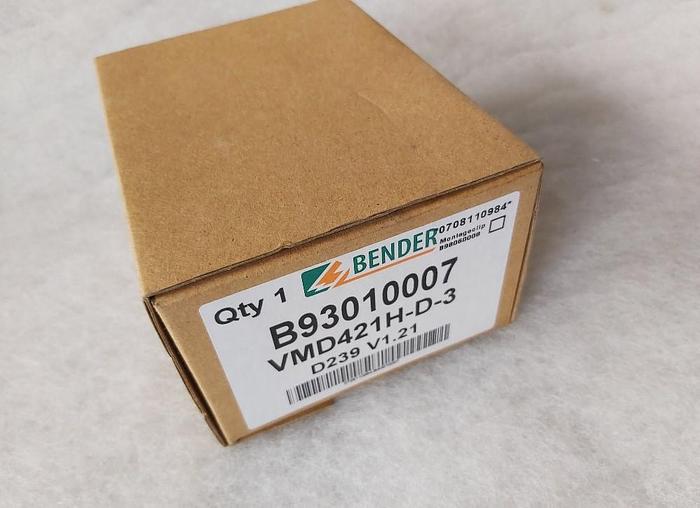 Qty 1
BENDER
*0708110984*
Montageclip
B98060008
B93010007
VMD421H-D-3
D239 V1.21